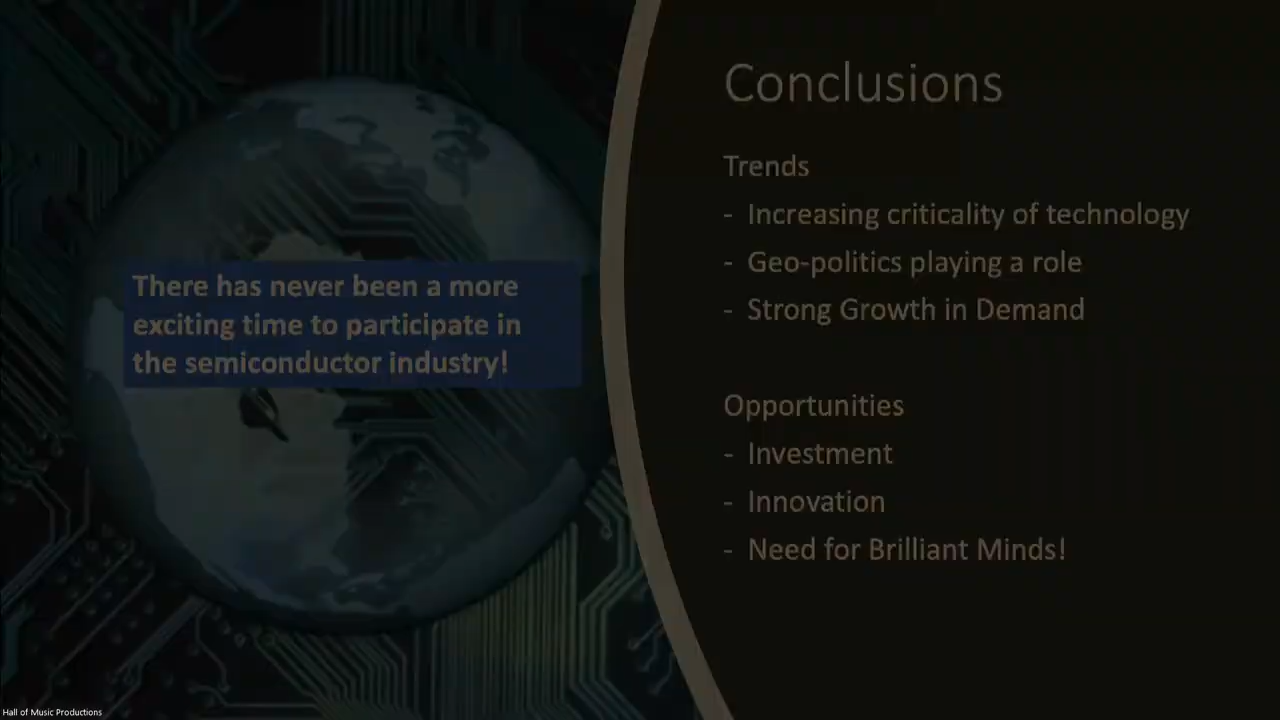 There has never been a more
exciting time to participate in
the semiconductor industry!
Conclusions
Trends
- Increasing criticality of technology
- Geo-politics playing a role
- Strong Growth in Demand
Opportunities
- Investment
- Innovation
- Need for Brilliant Minds!
Hall of Music Productions